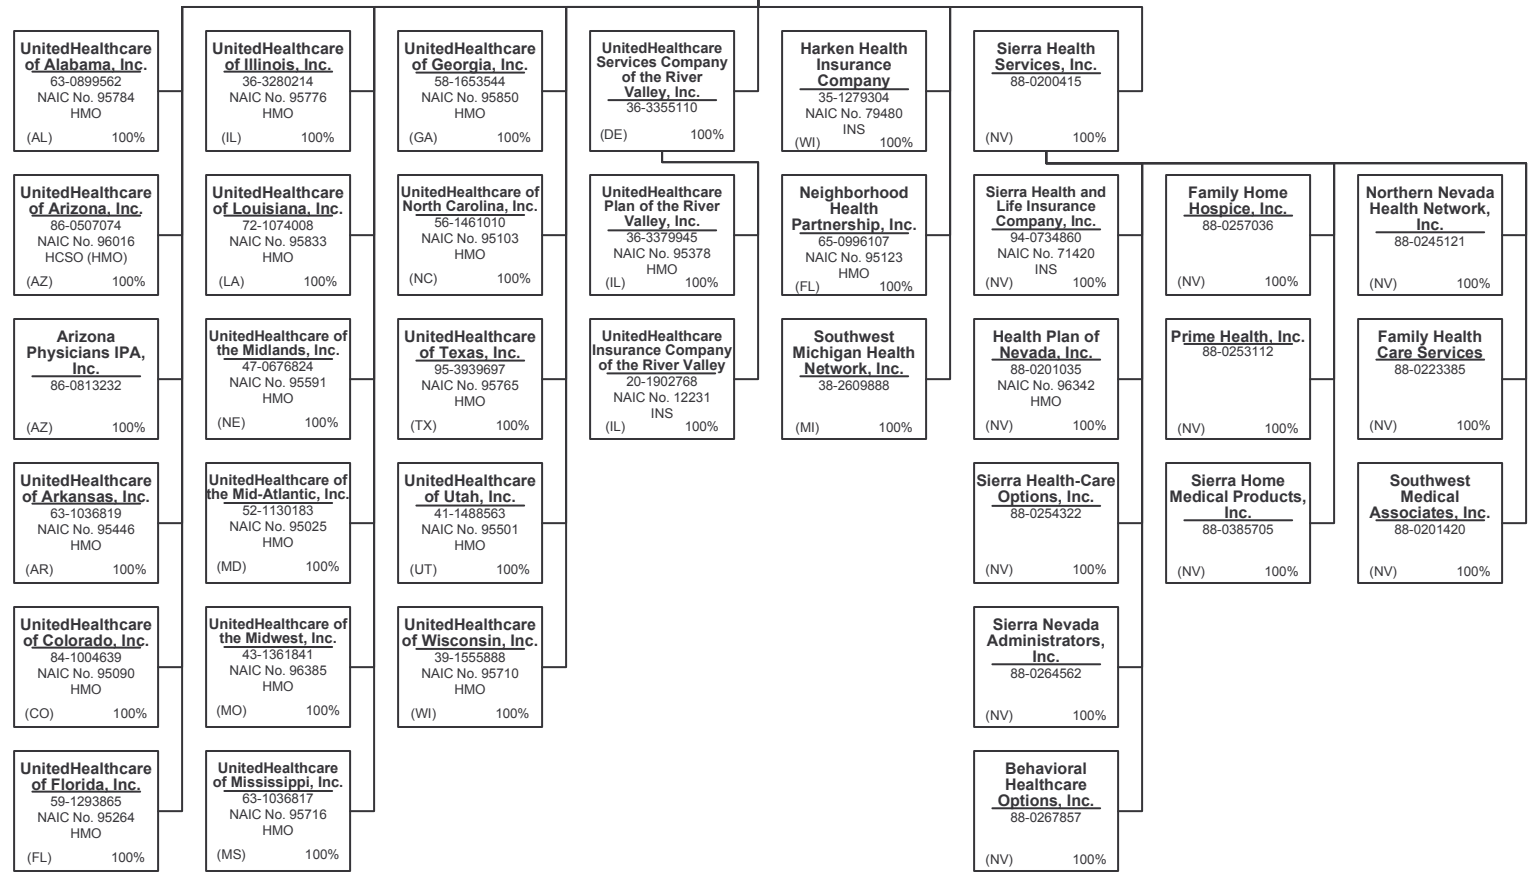 UnitedHealthcare
of Alabama, Inc.
63-0899562
NAIC No. 95784
HMO
(AL) 100%
UnitedHealthcare
of Illinois, Inc.
36-3280214
NAIC No. 95776
HMO
(IL) 100%
UnitedHealthcare
of Georgia, Inc.
58-1653544
NAIC No. 95850
HMO
(GA) 100%
UnitedHealthcare
Services Company
of the River
Valley, Inc.
36-3355110
(DE) 100%
Harken Health
Insurance
Company
35-1279304
NAIC No. 79480
INS
(WI) 100%
Sierra Health
Services, Inc.
88-0200415
(NV) 100%
UnitedHealthcare
of Arizona, Inc.
86-0507074
NAIC No. 96016
HCSO (HMO)
(AZ) 100%
UnitedHealthcare
of Louisiana, Inc.
72-1074008
NAIC No. 95833
HMO
(LA) 100%
UnitedHealthcare of
North Carolina, Inc.
56-1461010
NAIC No. 95103
HMO
(NC) 100%
UnitedHealthcare
Plan of the River
Valley, Inc.
36-3379945
NAIC No. 95378
HMO
(IL) 100%
Neighborhood
Health
Partnership, Inc.
65-0996107
NAIC No. 95123
HMO
(FL) 100%
Sierra Health and
Life Insurance
Company, Inc.
94-0734860
NAIC No. 71420
INS
(NV) 100%
Family Home
Hospice, Inc.
88-0257036
(NV) 100%
Northern Nevada
Health Network,
Inc.
88-0245121
(NV) 100%
Arizona
Physicians IPA,
Inc.
86-0813232
(AZ) 100%
UnitedHealthcare of
the Midlands, Inc.
47-0676824
NAIC No. 95591
HMO
(NE) 100%
UnitedHealthcare
of Texas, Inc.
95-3939697
NAIC No. 95765
HMO
(TX) 100%
UnitedHealthcare
Insurance Company
of the River Valley
20-1902768
NAIC No. 12231
INS
(IL) 100%
Southwest
Michigan Health
Network, Inc.
38-2609888
(MI) 100%
Health Plan of
Nevada, Inc.
88-0201035
NAIC No. 96342
HMO
(NV) 100%
Prime Health, Inc.
88-0253112
(NV) 100%
Family Health
Care Services
88-0223385
(NV) 100%
UnitedHealthcare
of Arkansas, Inc.
63-1036819
NAIC No. 95446
HMO
(AR) 100%
UnitedHealthcare of
the Mid-Atlantic, Inc.
52-1130183
NAIC No. 95025
HMO
(MD) 100%
UnitedHealthcare
of Utah, Inc.
41-1488563
NAIC No. 95501
HMO
(UT) 100%
Sierra Health-Care
Options, Inc.
88-0254322
(NV) 100%
Sierra Home
Medical Products,
Inc.
88-0385705
(NV) 100%
Southwest
Medical
Associates, Inc.
88-0201420
(NV) 100%
UnitedHealthcare
of Colorado, Inc.
84-1004639
NAIC No. 95090
HMO
(CO) 100%
UnitedHealthcare of
the Midwest, Inc.
43-1361841
NAIC No. 96385
HMO
(MO) 100%
UnitedHealthcare
of Wisconsin, Inc.
39-1555888
NAIC No. 95710
HMO
(WI) 100%
Sierra Nevada
Administrators,
Inc.
88-0264562
(NV) 100%
UnitedHealthcare
of Florida, Inc.
59-1293865
NAIC No. 95264
HMO
(FL) 100%
UnitedHealthcare
of Mississippi, Inc.
63-1036817
NAIC No. 95716
HMO
(MS) 100%
Behavioral
Healthcare
Options, Inc.
88-0267857
(NV) 100%